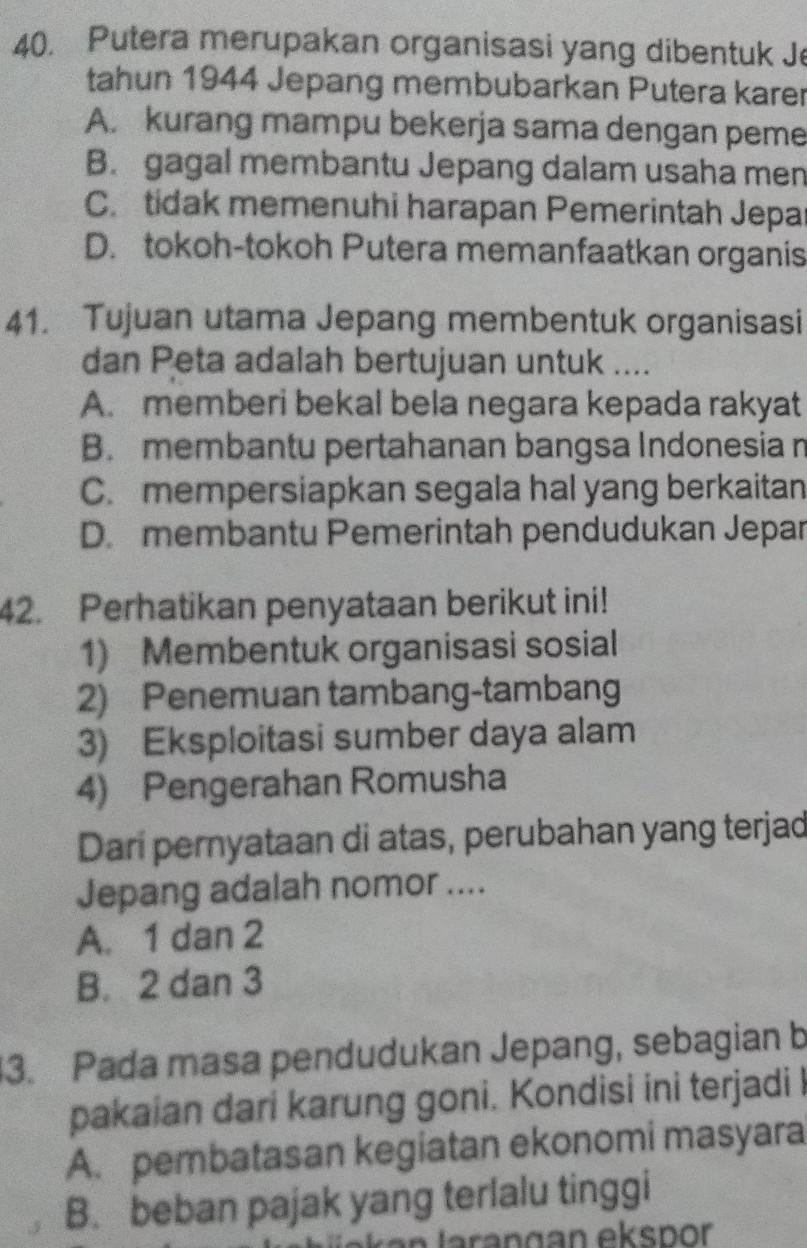 40. Putera merupakan organisasi yang dibentuk Je
tahun 1944 Jepang membubarkan Putera karer
A. kurang mampu bekerja sama dengan peme
B. gagal membantu Jepang dalam usaha men
C. tidak memenuhi harapan Pemerintah Jepa
D. tokoh-tokoh Putera memanfaatkan organis
41. Tujuan utama Jepang membentuk organisasi
dan Peta adalah bertujuan untuk ....
A. memberi bekal bela negara kepada rakyat
B. membantu pertahanan bangsa Indonesia
C. mempersiapkan segala hal yang berkaitan
D. membantu Pemerintah pendudukan Jepan
42. Perhatikan penyataan berikut ini!
1) Membentuk organisasi sosial
2) Penemuan tambang-tambang
3) Eksploitasi sumber daya alam
4) Pengerahan Romusha
Dari pernyataan di atas, perubahan yang terjad
Jepang adalah nomor ....
A. 1 dan 2
B. 2 dan 3
3. Pada masa pendudukan Jepang, sebagian b
pakaian dari karung goni. Kondisi ini terjadi
A. pembatasan kegiatan ekonomi masyara
B. beban pajak yang terlalu tinggi
larangan ekspor